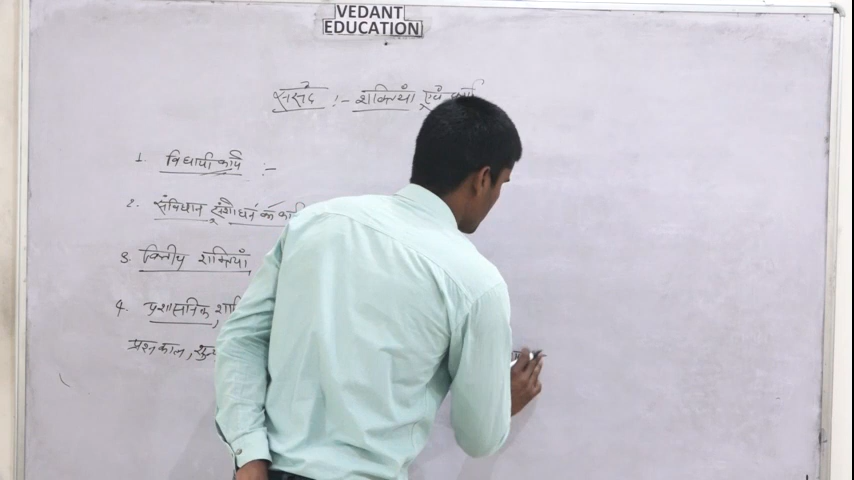 VEDANT
EDUCATION
संसद :- शक्तियां एवं
1. विधायी कार्य :-
2. संविधान संशोधन का
3. वित्तीय शक्तियाँ
4. प्रशासनिक
प्रश्नकाल,